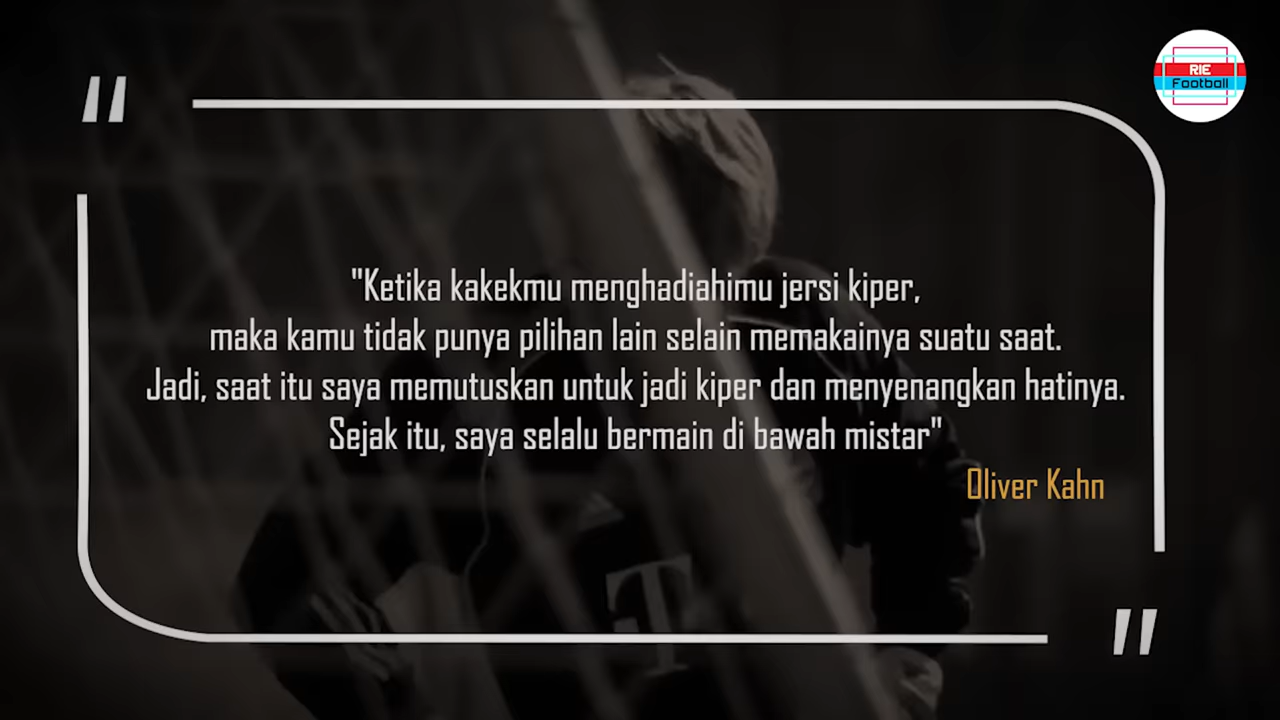 RIE
Football
"Ketika kakekmu menghadiahimu jersi kiper,
maka kamu tidak punya pilihan lain selain memakainya suatu saat.
Jadi, saat itu saya memutuskan untuk jadi kiper dan menyenangkan hatinya.
Sejak itu, saya selalu bermain di bawah mistar"
Oliver Kahn
T